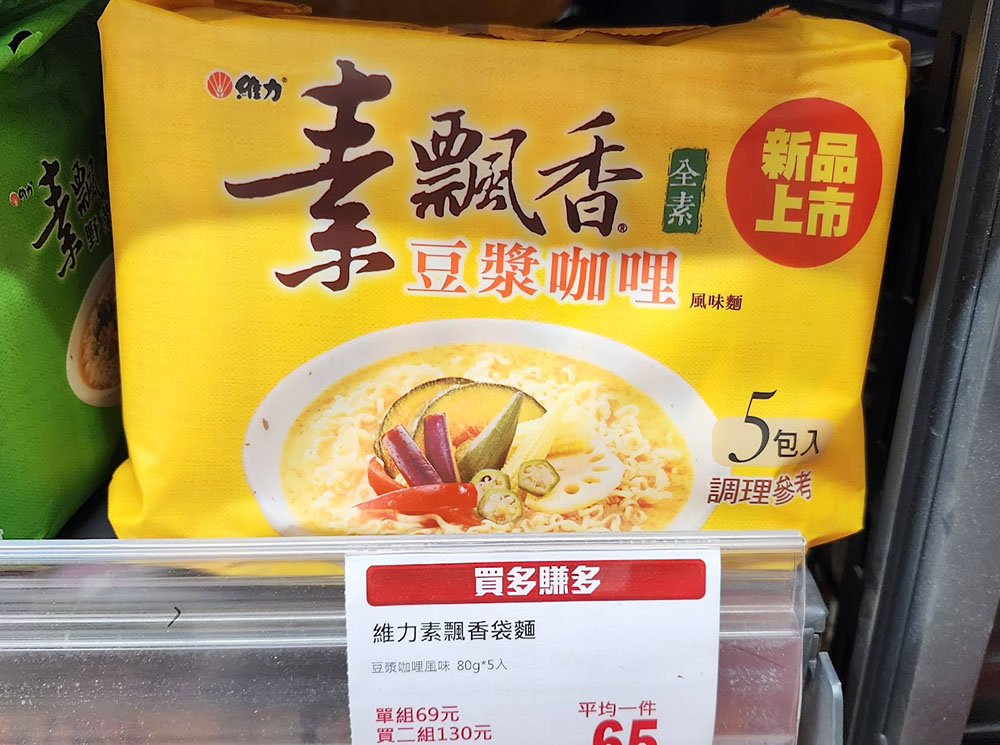 維力
素飄香
全素
豆漿咖哩
風味麵
新品
上市
5包入
調理參考
素飄
買多賺多
維力素飄香袋麵
豆漿咖哩風味 80g*5入
單組69元
買二組130元
平均一件
65